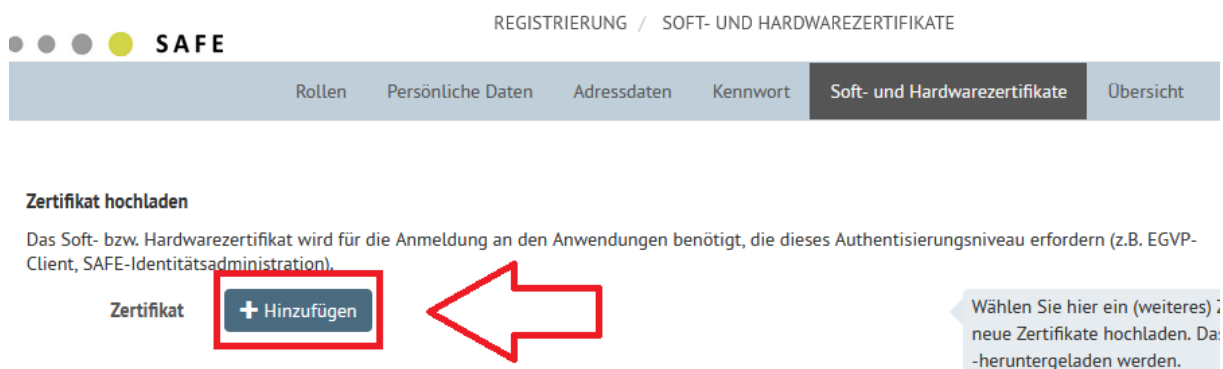 REGISTRIERUNG / SOFT- UND HARDWAREZERTIFIKATE
SAFE
Rollen Persönliche Daten Adressdaten Kennwort Soft- und Hardwarezertifikate Übersicht
Zertifikat hochladen
Das Soft- bzw. Hardwarezertifikat wird für die Anmeldung an den Anwendungen benötigt, die dieses Authentisierungsniveau erfordern (z.B. EGVP-
Client, SAFE-Identitätsadministration).
Zertifikat + Hinzufügen
Wählen Sie hier ein (weiteres)
neue Zertifikate hochladen.
-heruntergeladen werden.